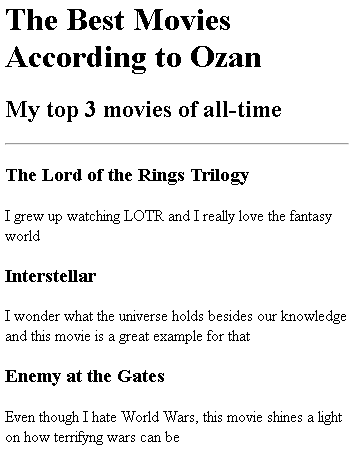 The Best Movies
According to Ozan
My top 3 movies of all-time
The Lord of the Rings Trilogy
I grew up watching LOTR and I really love the fantasy
world
Interstellar
I wonder what the universe holds besides our knowledge
and this movie is a great example for that
Enemy at the Gates
Even though I hate World Wars, this movie shines a light
on how terrifyng wars can be